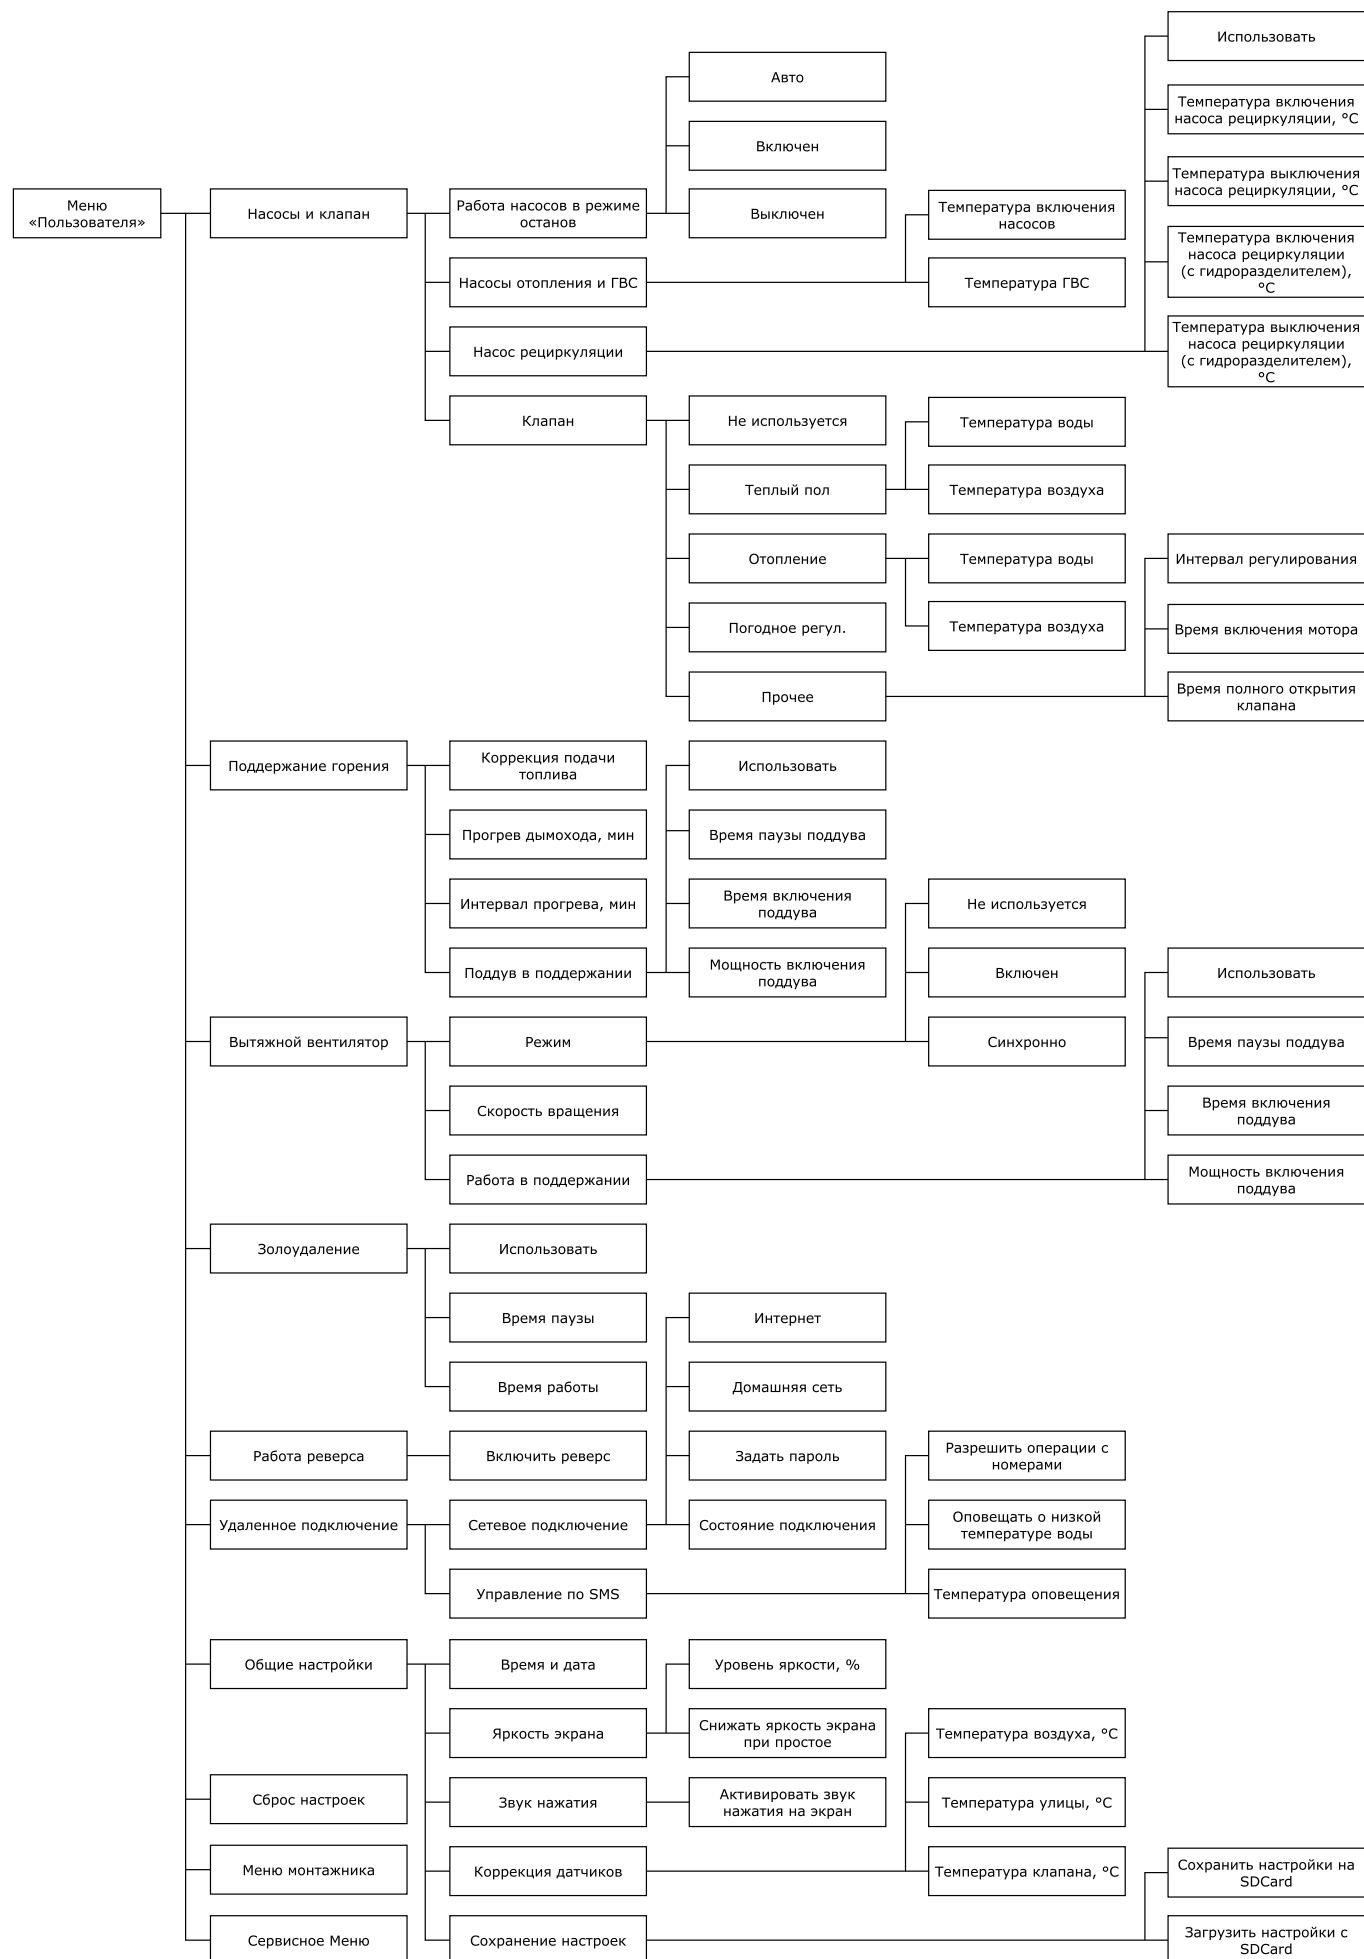 Меню
«Пользователя»
Насосы и клапан
Работа насосов в режиме
останов
Авто
Включен
Выключен
Насосы отопления и ГВС
Температура включения
насосов
Температура ГВС
Насос рециркуляции
Использовать
Температура включения
насоса рециркуляции, °С
Температура выключения
насоса рециркуляции, °С
Температура включения
насоса рециркуляции
(с гидроразделителем),
°С
Температура выключения
насоса рециркуляции
(с гидроразделителем),
°С
Клапан
Не используется
Теплый пол
Температура воды
Температура воздуха
Отопление
Температура воды
Температура воздуха
Погодное регул.
Прочее
Интервал регулирования
Время включения мотора
Время полного открытия
клапана
Поддержание горения
Коррекция подачи
топлива
Прогрев дымохода, мин
Интервал прогрева, мин
Поддув в поддержании
Использовать
Время паузы поддува
Время включения
поддува
Мощность включения
поддува
Вытяжной вентилятор
Режим
Не используется
Включен
Синхронно
Скорость вращения
Работа в поддержании
Использовать
Время паузы поддува
Время включения
поддува
Мощность включения
поддува
Золоудаление
Использовать
Время паузы
Время работы
Работа реверса
Включить реверс
Удаленное подключение
Сетевое подключение
Интернет
Домашняя сеть
Задать пароль
Состояние подключения
Управление по SMS
Разрешить операции с
номерами
Оповещать о низкой
температуре воды
Температура оповещения
Общие настройки
Время и дата
Яркость экрана
Уровень яркости, %
Снижать яркость экрана
при простое
Звук нажатия
Активировать звук
нажатия на экран
Коррекция датчиков
Температура воздуха, °С
Температура улицы, °С
Температура клапана, °С
Сохранение настроек
Сохранить настройки на
SDCard
Загрузить настройки с
SDCard
Сброс настроек
Меню монтажника
Сервисное Меню